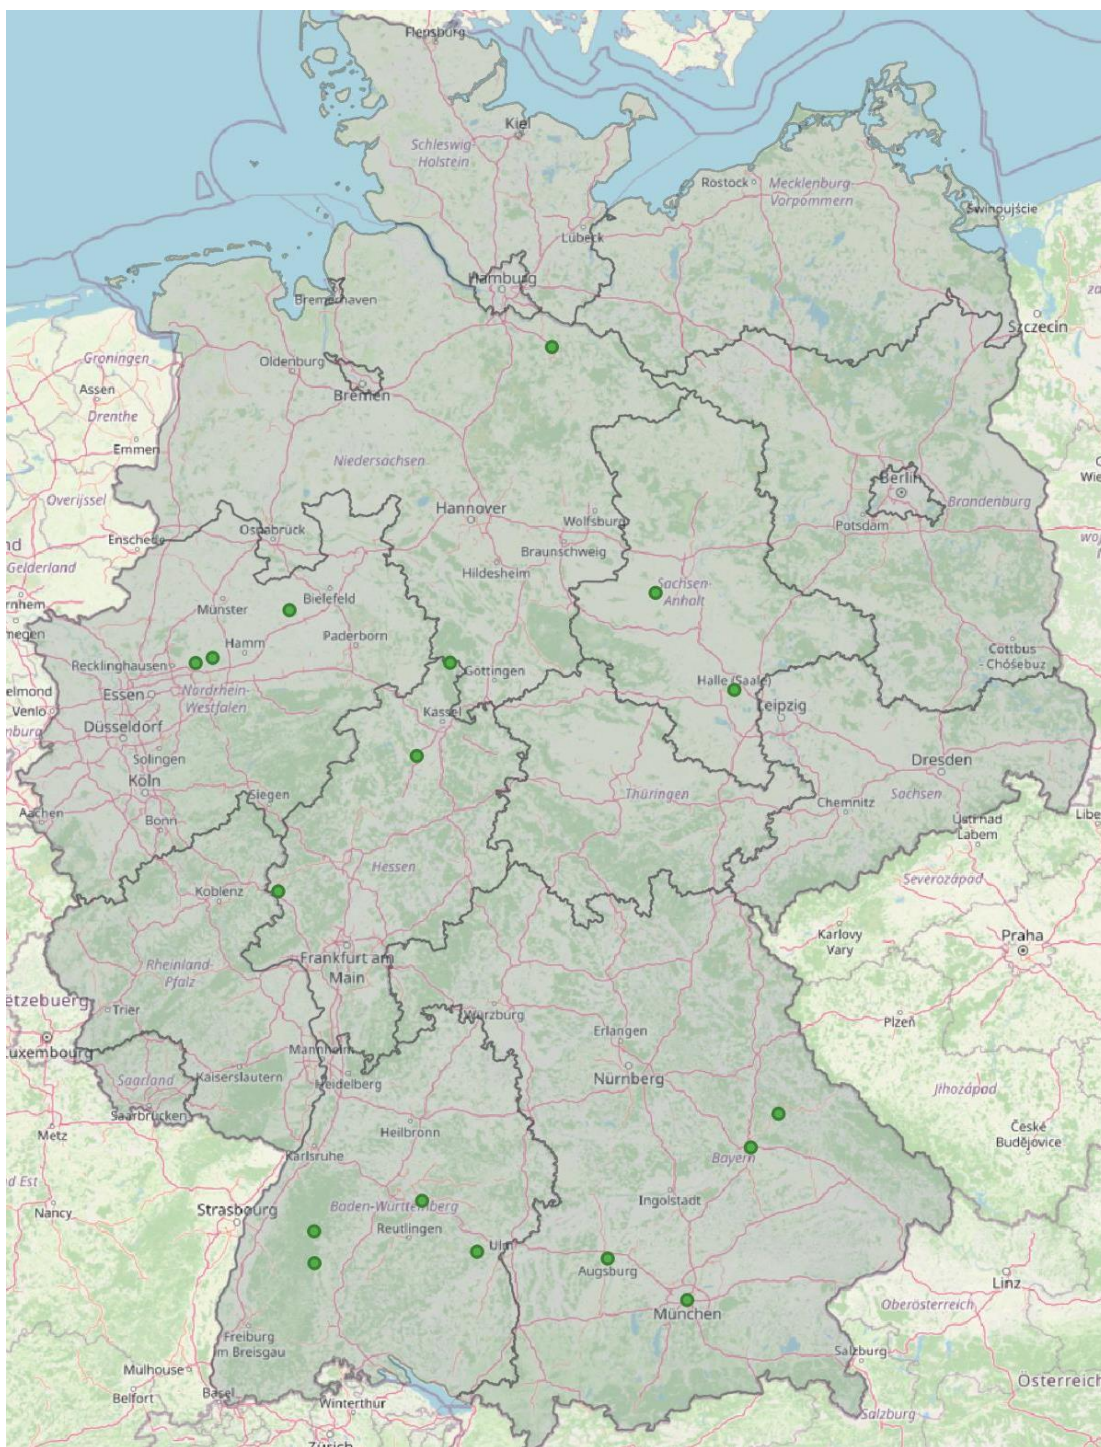 Flensburg
Kiel
Schleswig-
Holstein
Rostock
Mecklenburg-
Vorpommern
Świnoujście
Lübeck
Hamburg
Bremerhaven
Szczecin
Groningen
Oldenburg
Assen
Bremen
Drenthe
Emmen
Niedersachsen
Berlin
Overijssel
Brandenburg
Hannover
Wolfsburg
Potsdam
Osnabrück
Enschede
Braunschweig
Gelderland
Hildesheim
Sachsen-
Anhalt
Bielefeld
Münster
Paderborn
Hamm
Cottbus
- Chóśebuz
Recklinghausen
Göttingen
Halle (Saale)
Essen
Nordrhein-
Westfalen
Venlo
Kassel
Leipzig
Düsseldorf
Solingen
Dresden
Köln
Siegen
Thüringen
Sachsen
Chemnitz
Aachen
Bonn
Ústí nad
Labem
Hessen
Koblenz
Severozápad
Karlovy
Vary
Praha
Frankfurt am
Main
Rheinland-
Pfalz
Trier
Würzburg
Plzeň
Erlangen
Mannheim
Nürnberg
Saarland
Kaiserslautern
Heidelberg
Jihozápad
Saarbrücken
Metz
Heilbronn
České
Budějovice
Karlsruhe
Bayern
Ingolstadt
Nancy
Strasbourg
Baden-Württemberg
Reutlingen
Ulm
Augsburg
Linz
München
Oberösterreich
Freiburg
im Breisgau
Salzburg
Mulhouse
Belfort
Basel
Österreich
Winterthur
Salzburg
Zürich